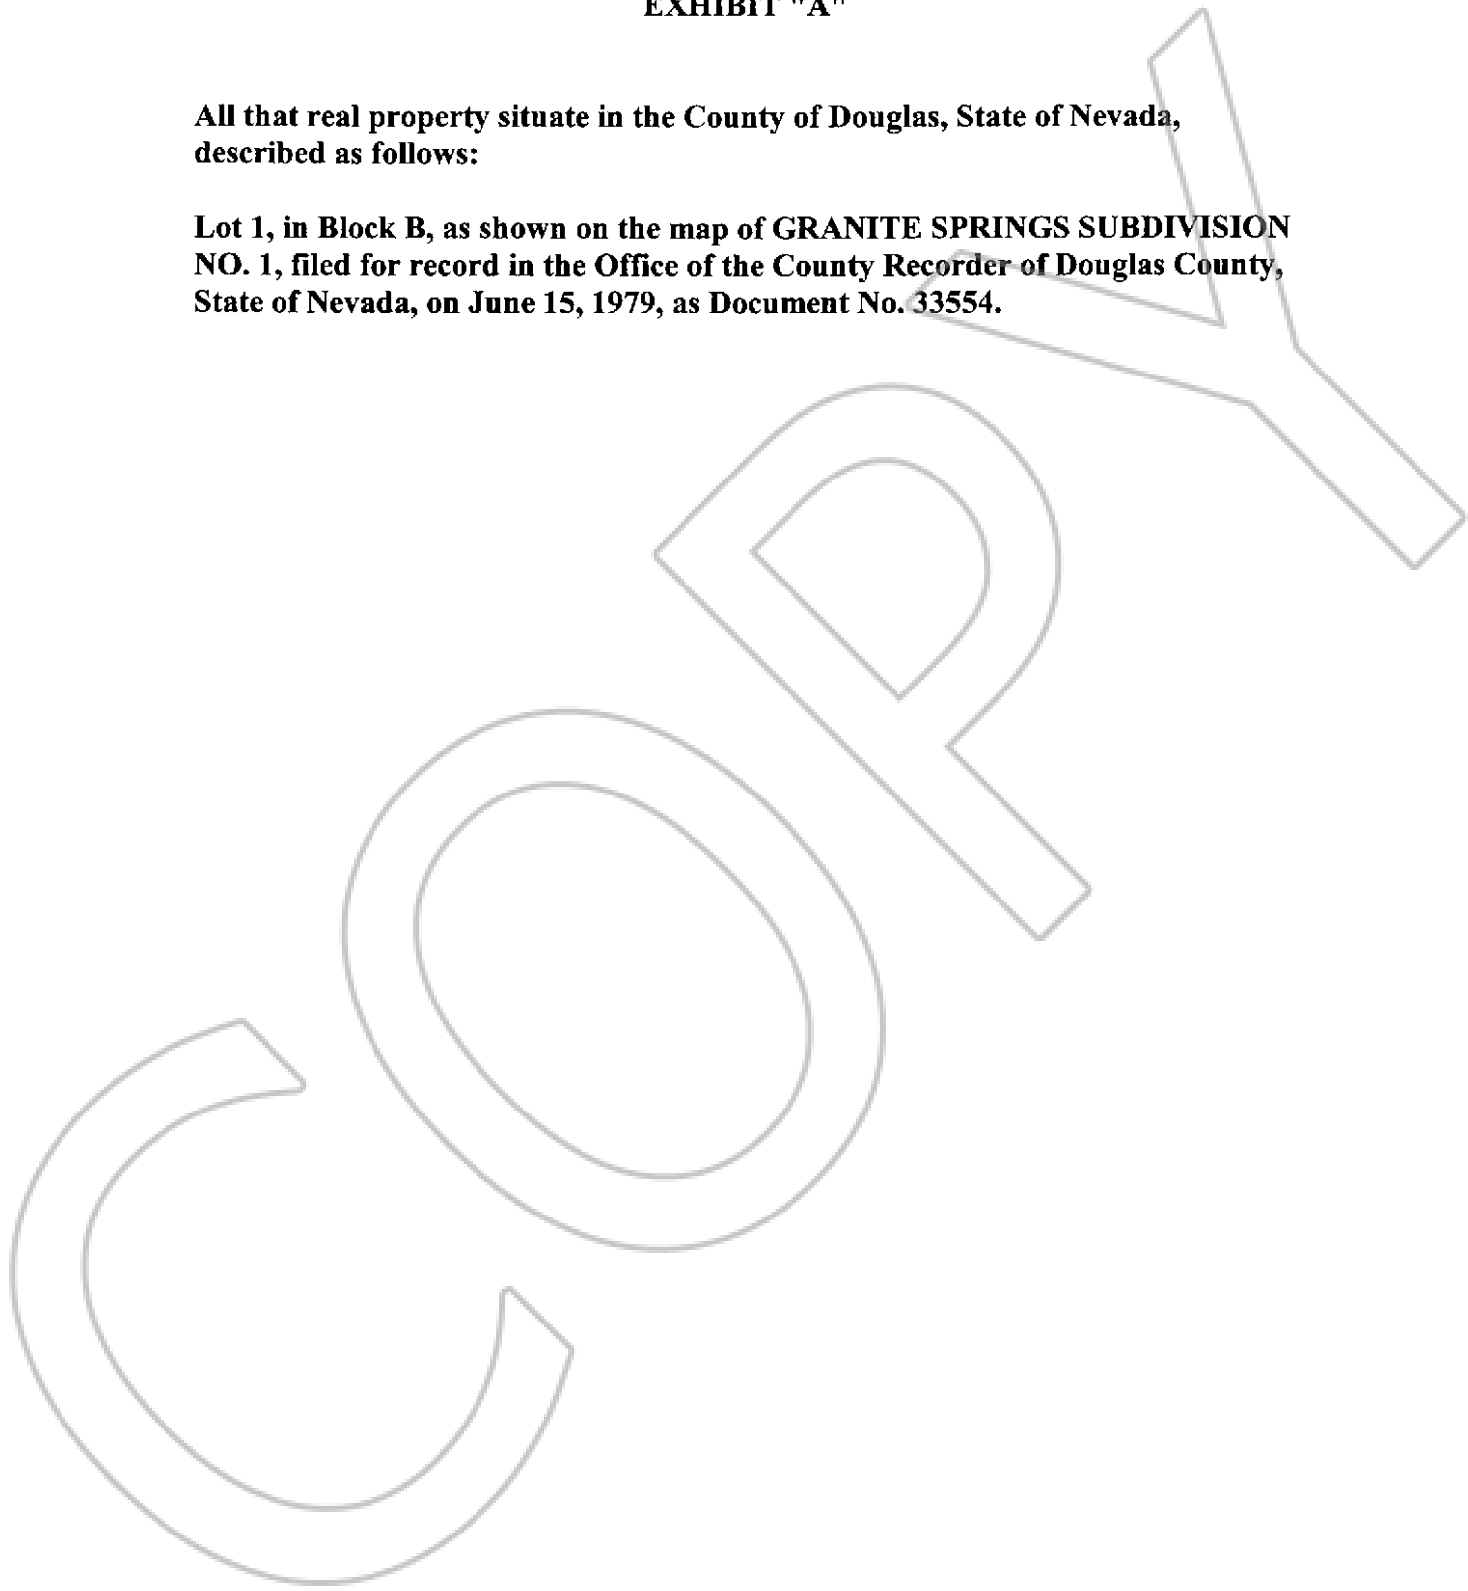 EXHIBIT "A"
All that real property situate in the County of Douglas, State of Nevada,
described as follows:
Lot 1, in Block B, as shown on the map of GRANITE SPRINGS SUBDIVISION
NO. 1, filed for record in the Office of the County Recorder of Douglas County,
State of Nevada, on June 15, 1979, as Document No. 33554.
COPY